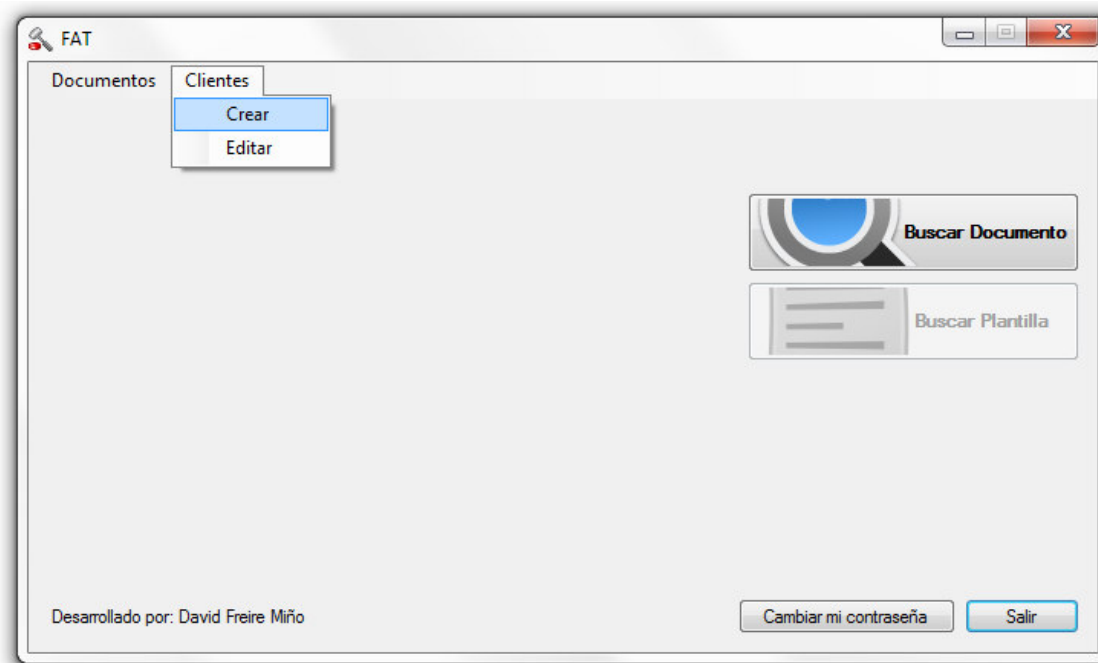 FAT
Documentos Clientes
Crear
Editar
Buscar Documento
Buscar Plantilla
Desarrollado por: David Freire Miño Cambiar mi contraseña Salir